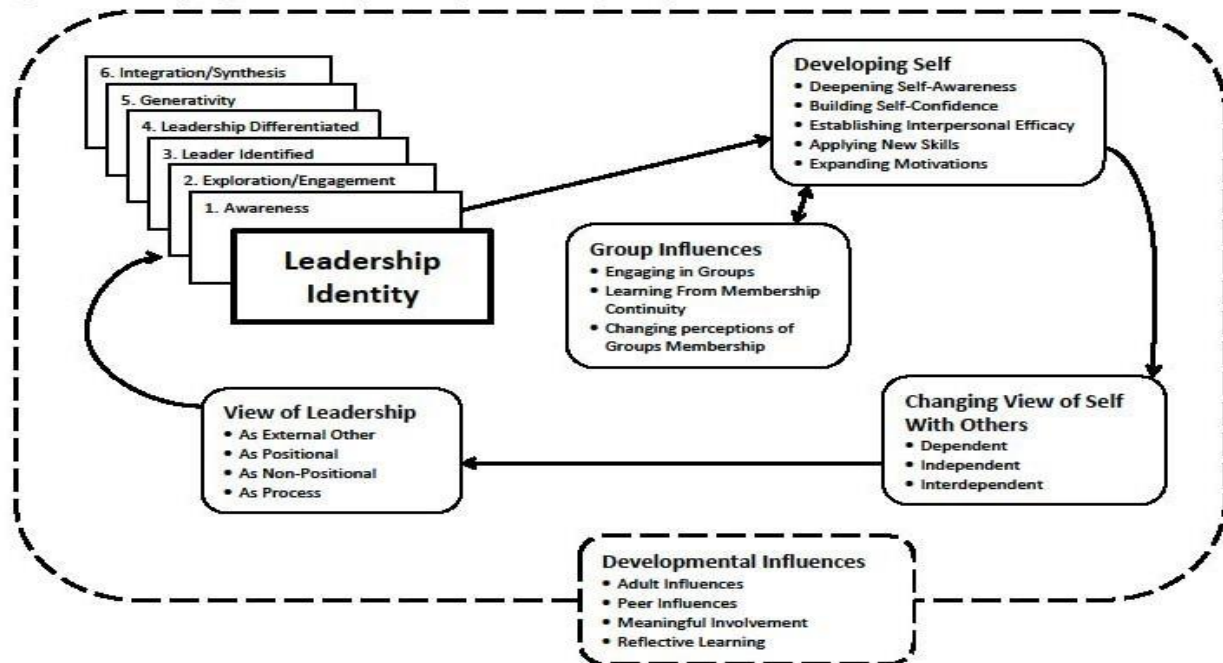 6. Integration/Synthesis
5. Generativity
4. Leadership Differentiated
3. Leader Identified
2. Exploration/Engagement
1. Awareness
Leadership
Identity
Developing Self
• Deepening Self-Awareness
• Building Self-Confidence
• Establishing Interpersonal Efficacy
• Applying New Skills
• Expanding Motivations
Group Influences
• Engaging in Groups
• Learning From Membership
Continuity
• Changing perceptions of
Groups Membership
View of Leadership
• As External Other
• As Positional
• As Non-Positional
• As Process
Changing View of Self
With Others
• Dependent
• Independent
• Interdependent
Developmental Influences
• Adult Influences
• Peer Influences
• Meaningful Involvement
• Reflective Learning